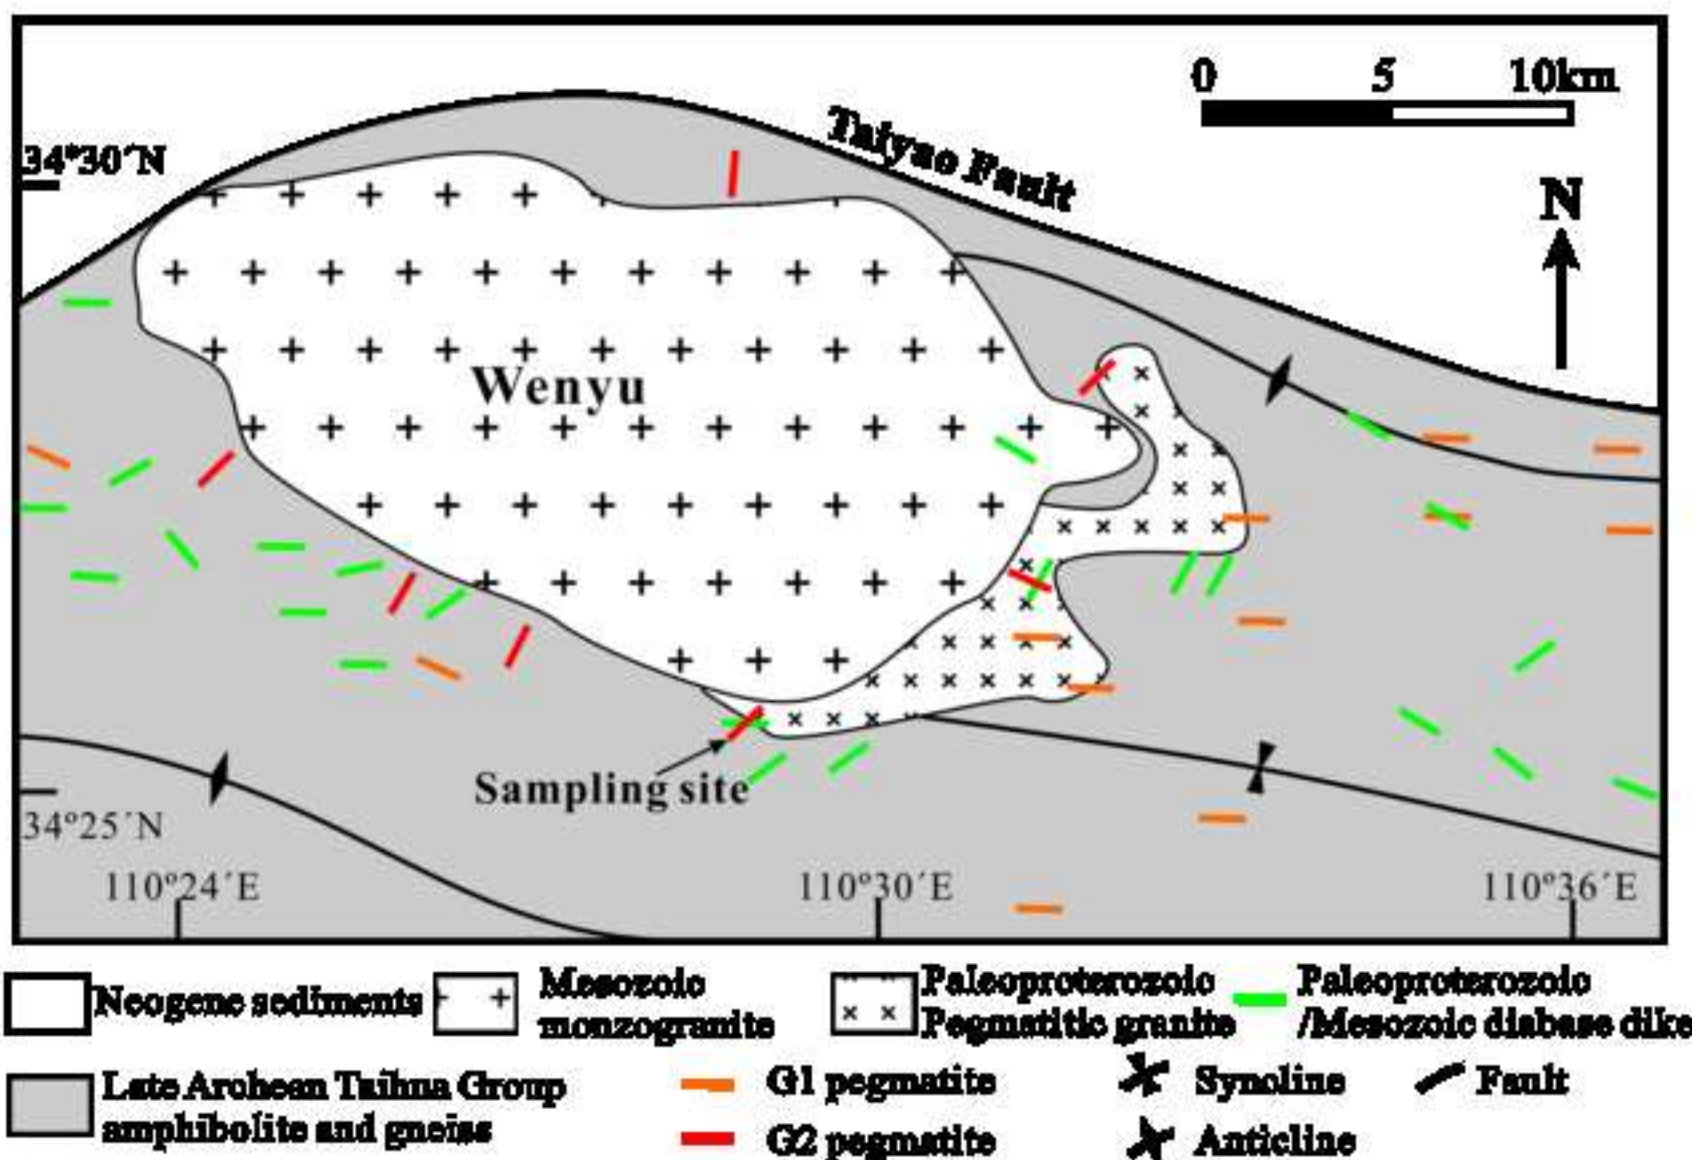 0 5 10km
Taiyao Fault
34°30´N
N
Wenyu
Sampling site
34°25´N
110°24´E 110°30´E 110°36´E
Neogene sediments
Mesozoic
monzogranite
Paleoproterozoic
Pegmatitic granite
Paleoproterozoic
/Mesozoic diabase dike
Late Archean Taihua Group
amphibolite and gneiss
G1 pegmatite
G2 pegmatite
Syncline
Anticline
Fault